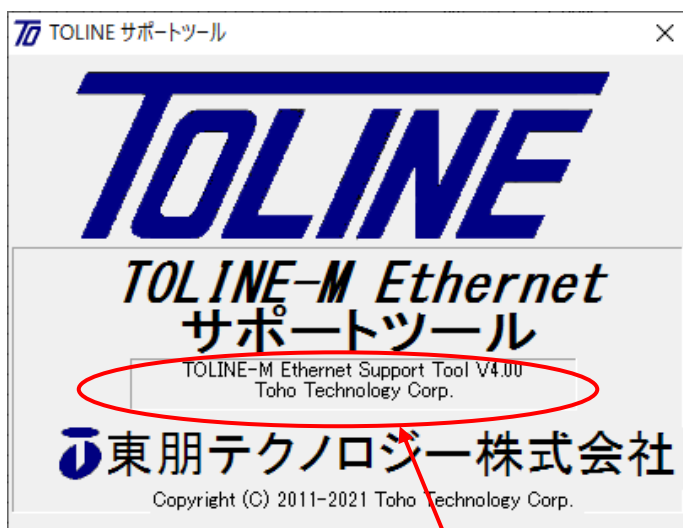 TO TOLINE サポートツール
TOLINE
TOLINE-M Ethernet
サポートツール
TOLINE-M Ethernet Support Tool V4.00
Toho Technology Corp.
東朋テクノロジー株式会社
Copyright (C) 2011-2021 Toho Technology Corp.